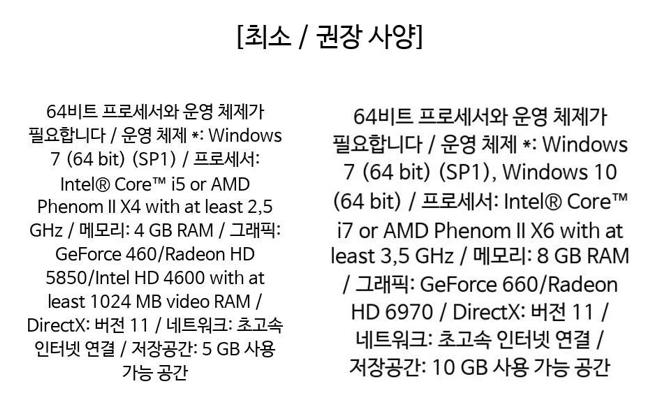 [최소 / 권장 사양]
64비트 프로세서와 운영 체제가
필요합니다 / 운영 체제 *: Windows
7 (64 bit) (SP1) / 프로세서:
Intel® Core™ i5 or AMD
Phenom II X4 with at least 2,5
GHz / 메모리: 4 GB RAM / 그래픽:
GeForce 460/Radeon HD
5850/Intel HD 4600 with at
least 1024 MB video RAM /
DirectX: 버전 11 / 네트워크: 초고속
인터넷 연결 / 저장공간: 5 GB 사용
가능 공간
64비트 프로세서와 운영 체제가
필요합니다 / 운영 체제 *: Windows
7 (64 bit) (SP1), Windows 10
(64 bit) / 프로세서: Intel® Core™
i7 or AMD Phenom II X6 with at
least 3,5 GHz / 메모리: 8 GB RAM
/ 그래픽: GeForce 660/Radeon
HD 6970 / DirectX: 버전 11 /
네트워크: 초고속 인터넷 연결 /
저장공간: 10 GB 사용 가능 공간